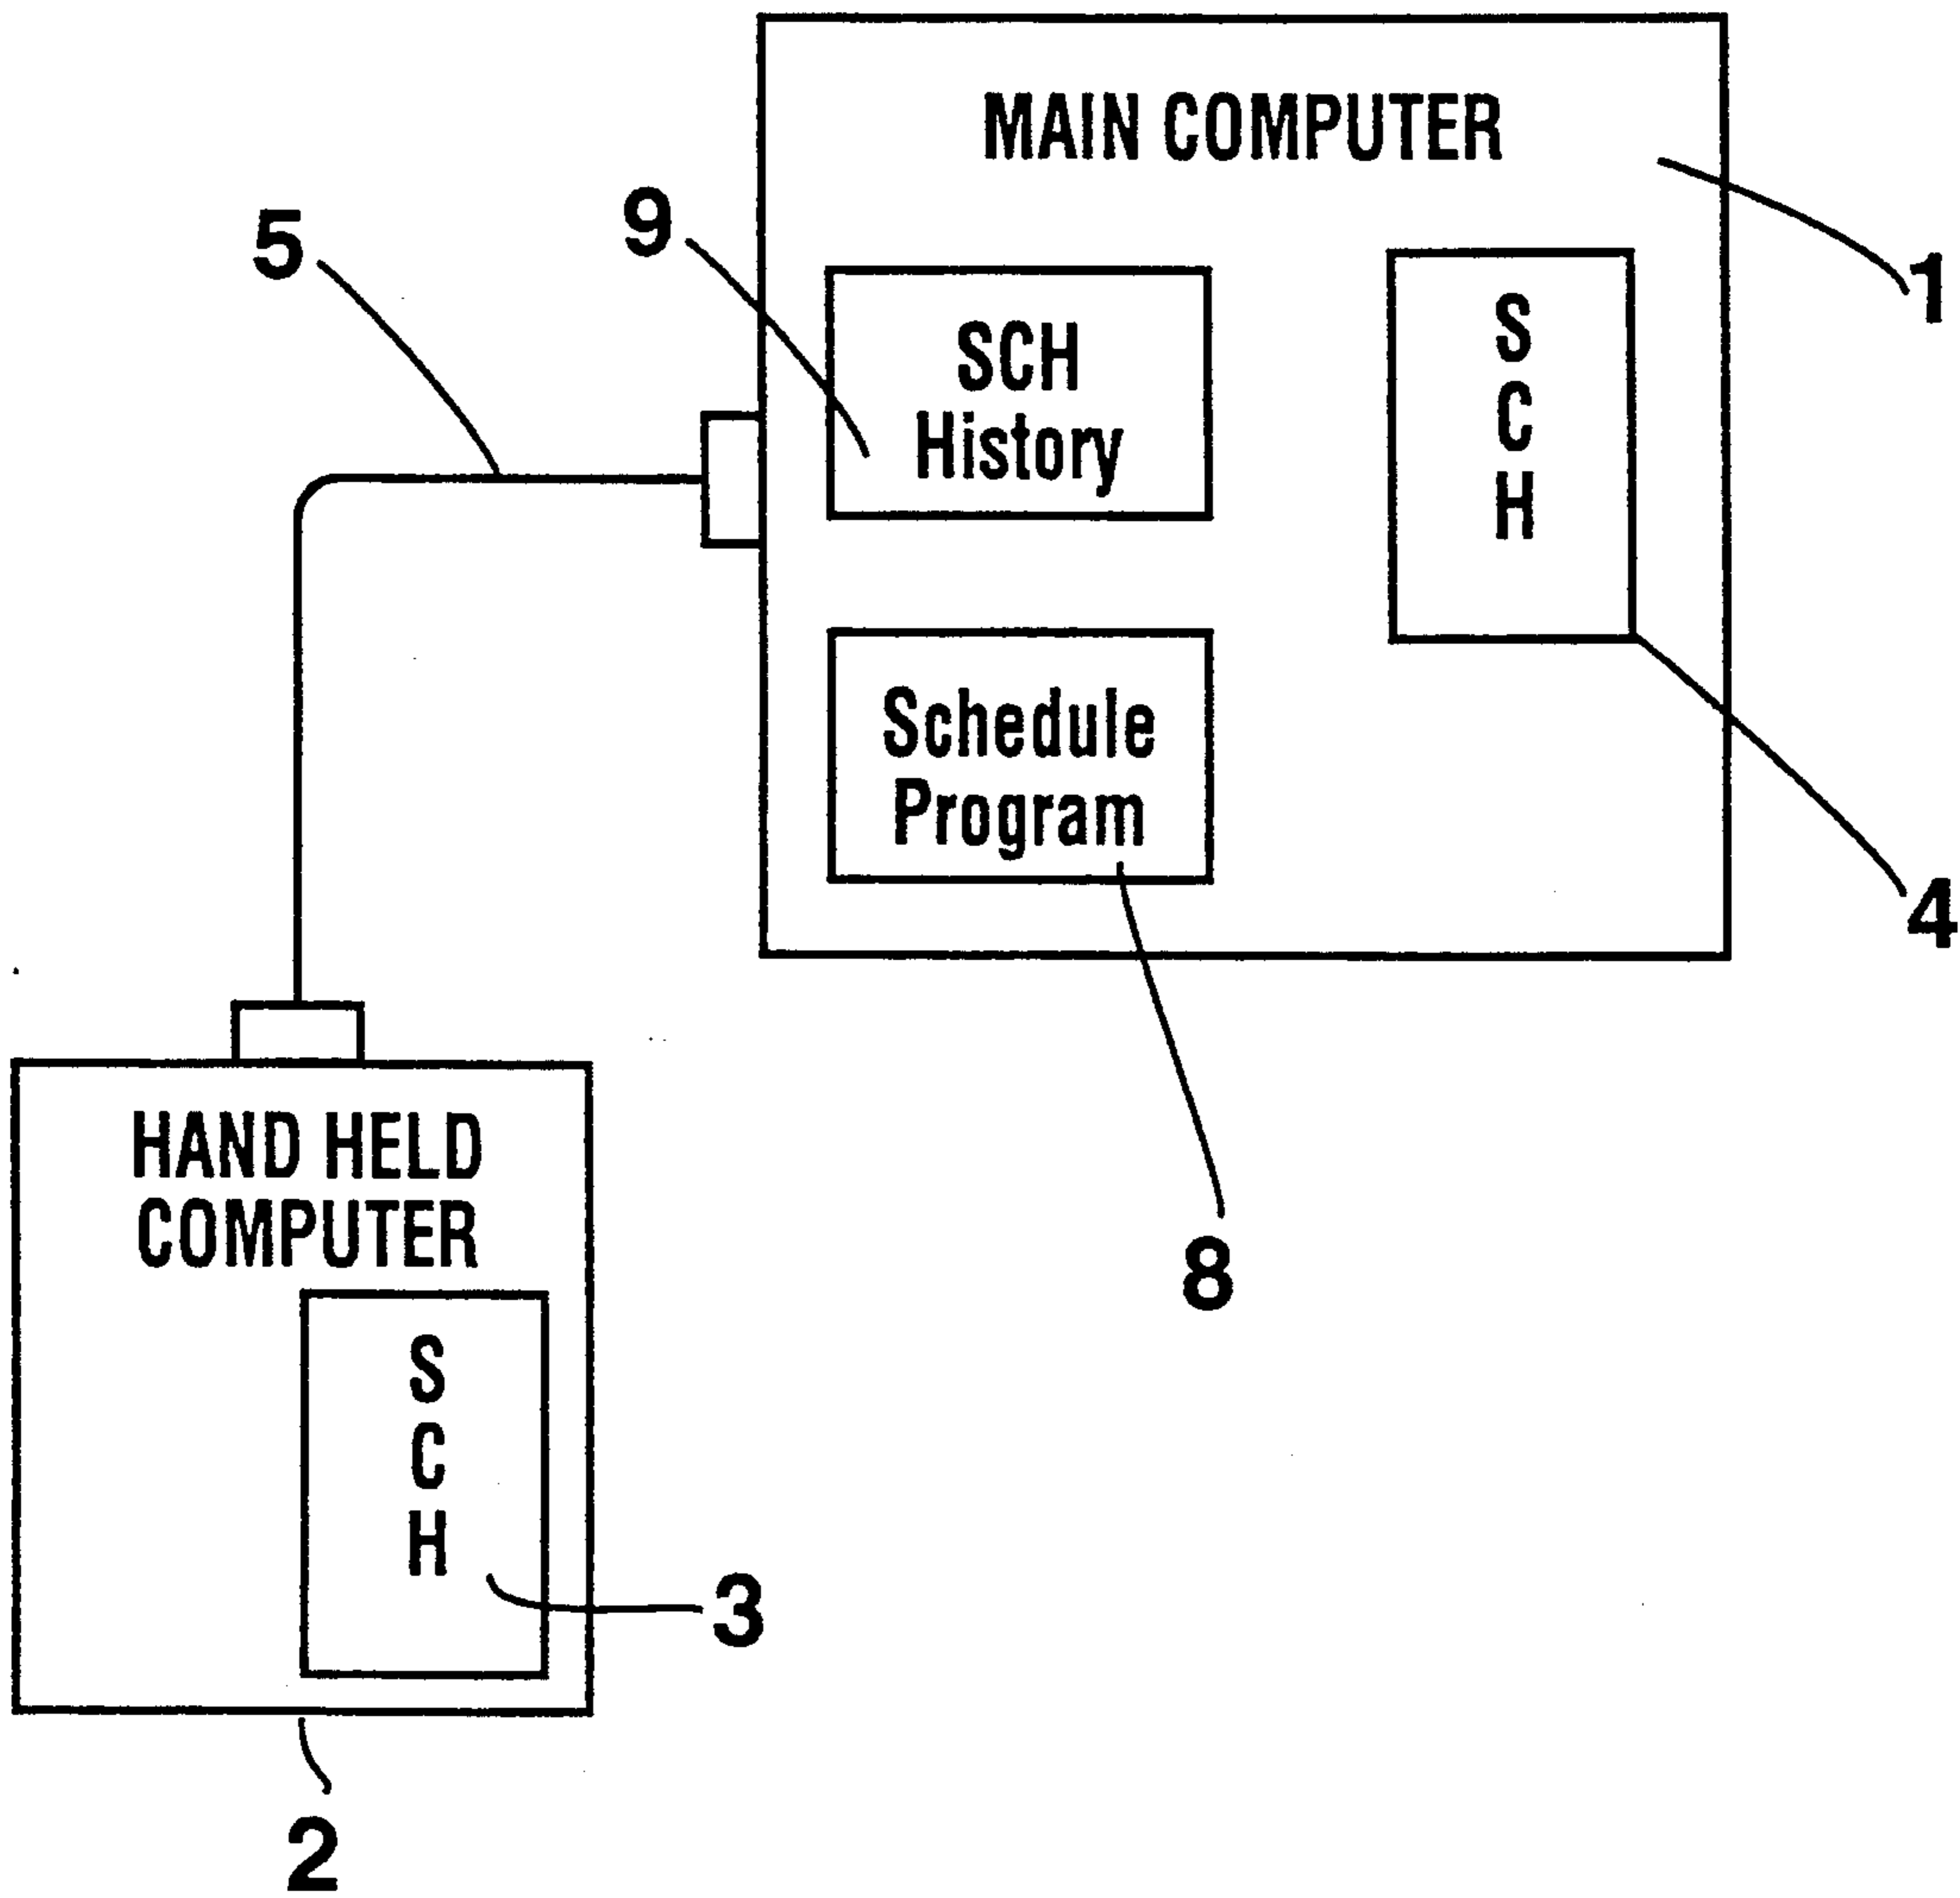 MAIN COMPUTER
5
9
1
SCH
History
S
C
H
Schedule
Program
4
8
HAND HELD
COMPUTER
S
C
H
3
2